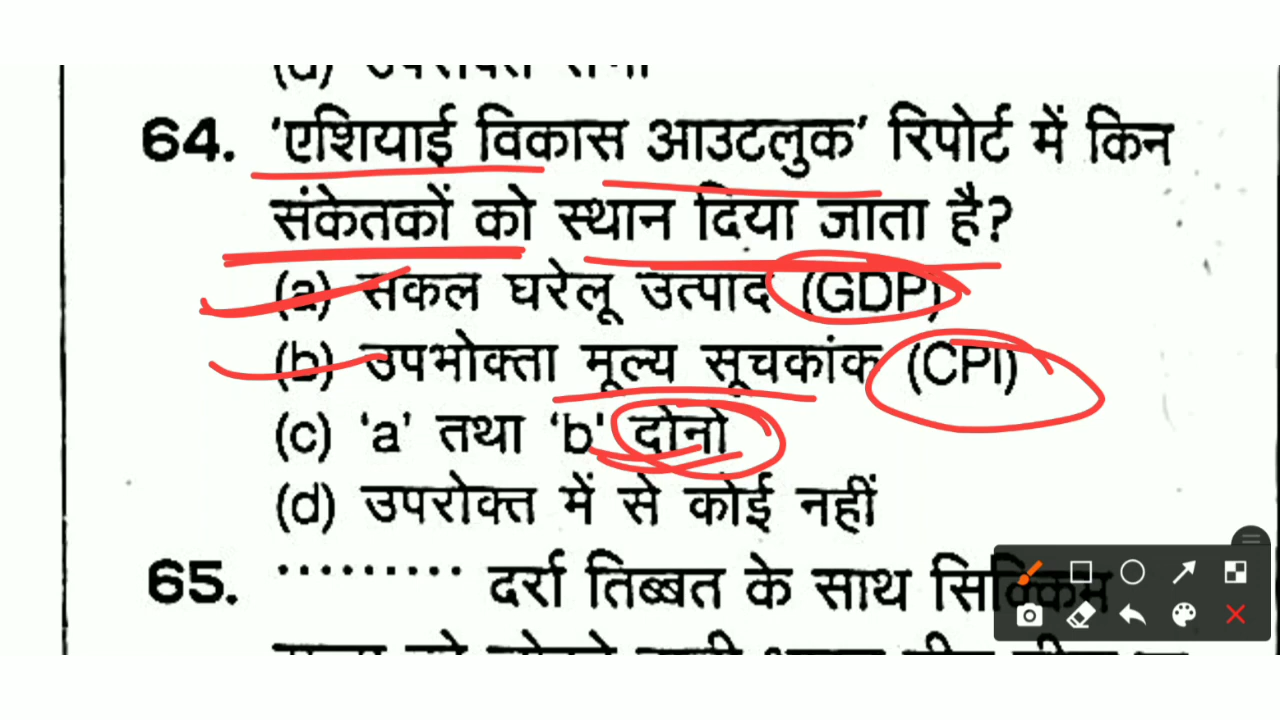 64. 'एशियाई विकास आउटलुक' रिपोर्ट में किन
संकेतकों को स्थान दिया जाता है?
(a) सकल घरेलू उत्पाद (GDP)
(b) उपभोक्ता मूल्य सूचकांक (CPI)
(c) 'a' तथा 'b' दोनो
(d) उपरोक्त में से कोई नहीं
65. ......... दर्रा तिब्बत के साथ सिक्किम